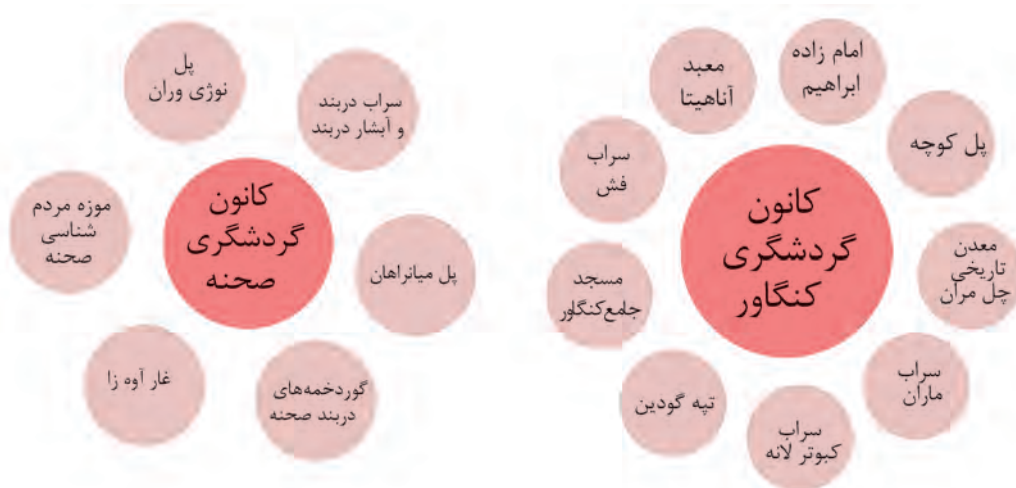 کانون
گردشگری
کنگاور
امام زاده
ابراهیم
پل کوچه
معدن
تاریخی
چل مران
سراب
ماران
سراب
کبوتر لانه
تپه گودین
مسجد
جامع کنگلور
سراب
فش
معبد
آناهیتا
کانون
گردشگری
صحنه
سراب دربند
و آبشار دربند
پل میانراهان
گوردخمه‌های
دربند صحنه
غار آوه زا
موزه مردم
شناسی
صحنه
پل
نوژی وران